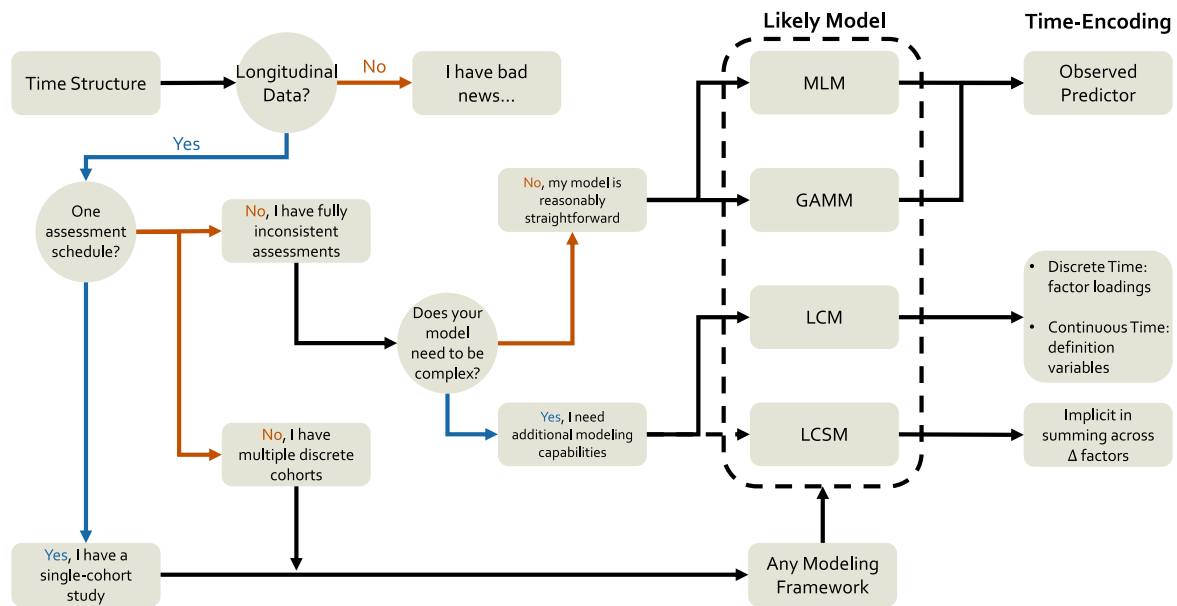 Likely Model
Time-Encoding
Time Structure
Longitudinal
Data?
No
I have bad
news…
MLM
Observed
Predictor
Yes
One
assessment
schedule?
No, I have fully
inconsistent
assessments
No, my model is
reasonably
straightforward
GAMM
Does your
model
need to be
complex?
LCM
• Discrete Time:
factor loadings
• Continuous Time:
definition
variables
No, I have
multiple discrete
cohorts
Yes, I need
additional modeling
capabilities
LCSM
Implicit in
summing across
Δ factors
Yes, I have a
single-cohort
study
Any Modeling
Framework